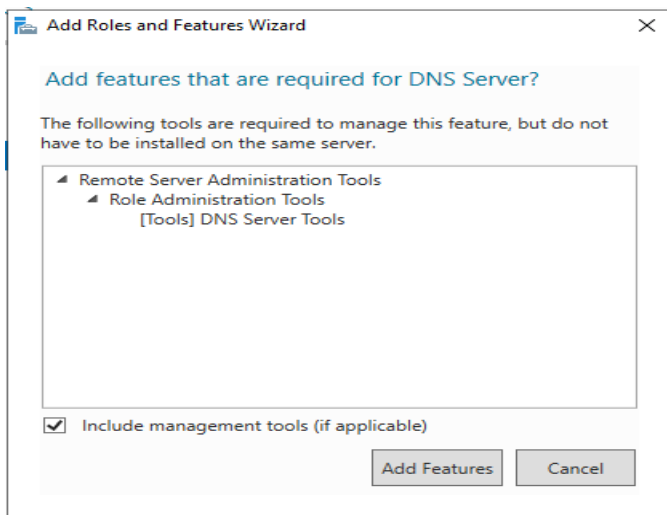 Add Roles and Features Wizard
Add features that are required for DNS Server?
The following tools are required to manage this feature, but do not
have to be installed on the same server.
Remote Server Administration Tools
Role Administration Tools
[Tools] DNS Server Tools
Include management tools (if applicable)
Add Features
Cancel